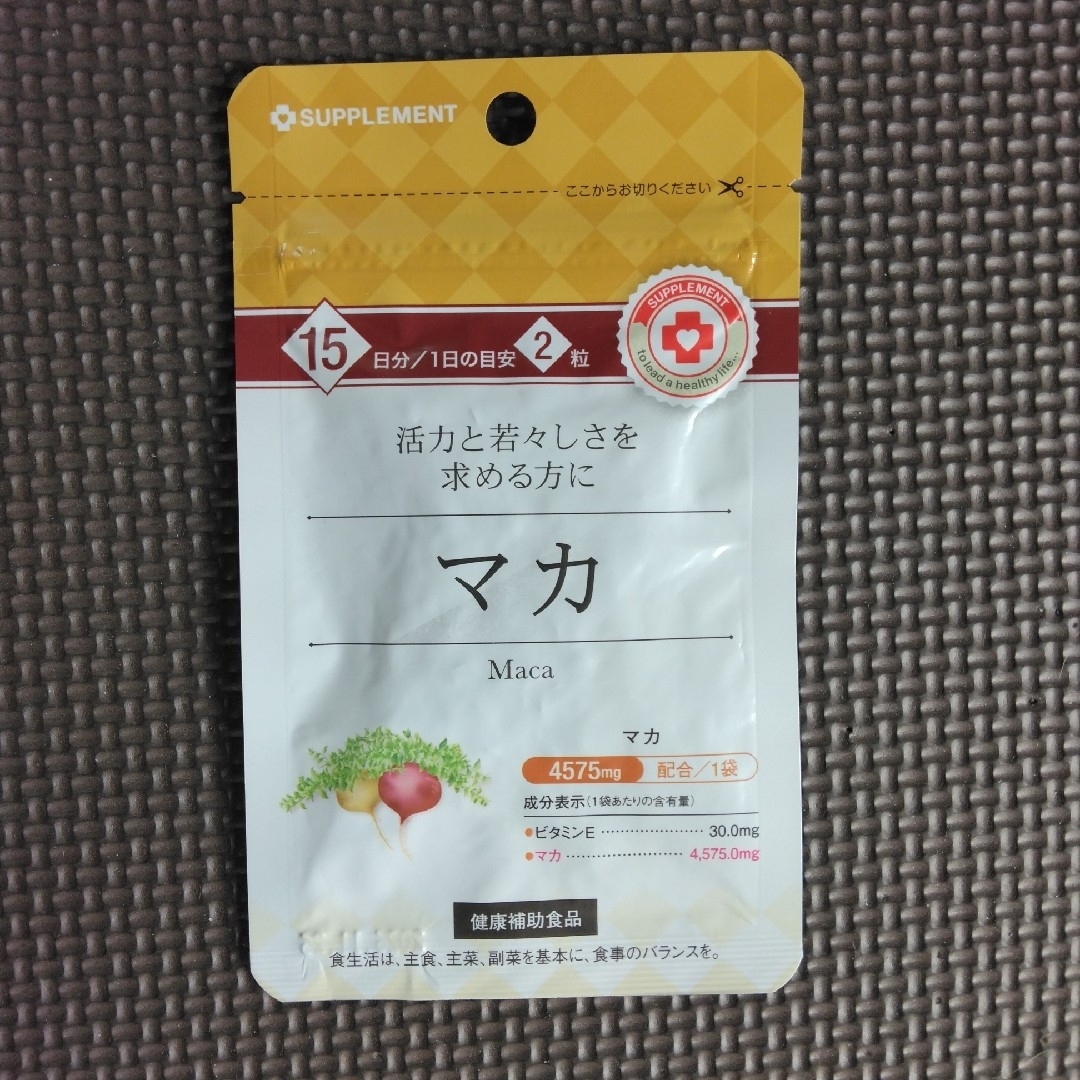 SUPPLEMENT
ここからお切りください
15日分／1日の目安2粒
SUPPLEMENT
to lead a healthy life...
活力と若々しさを
求める方に
マカ
Maca
マカ
4575mg 配合／1袋
成分表示(1袋あたりの含有量)
●ビタミンE……………………30.0mg
●マカ……………………4,575.0mg
健康補助食品
食生活は、主食、主菜、副菜を基本に、食事のバランスを。